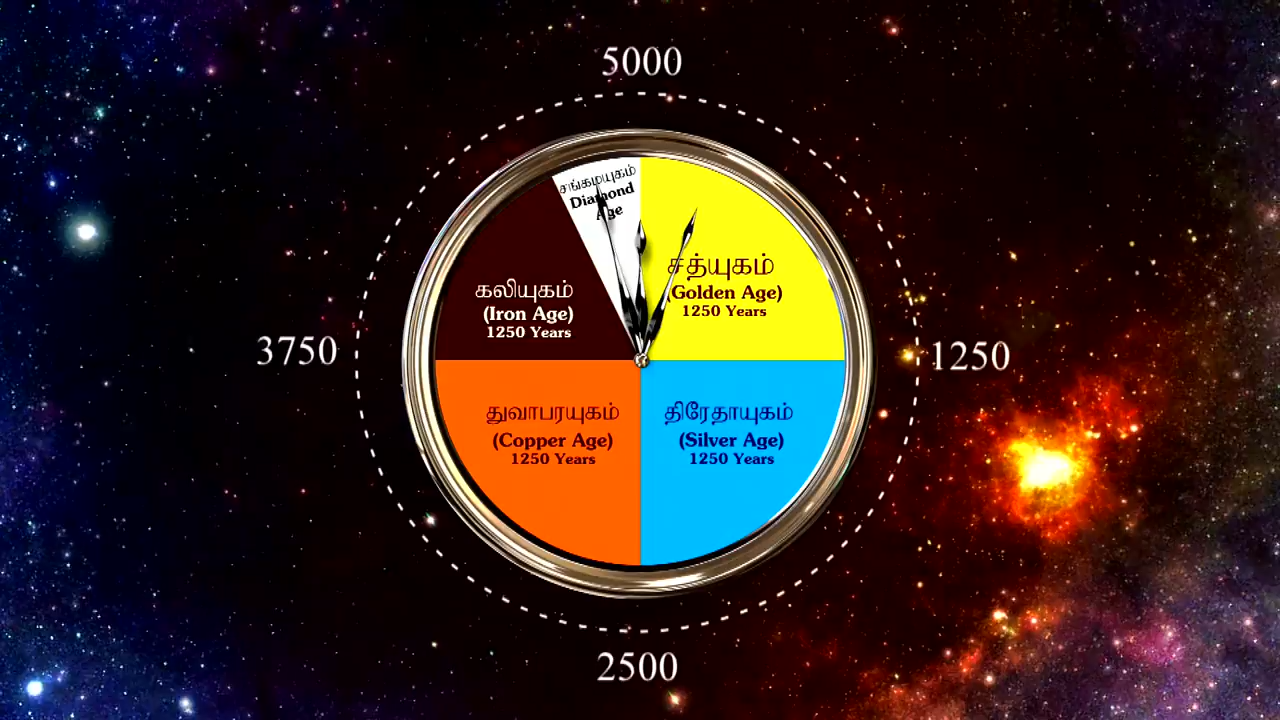 5000
சங்கமயுகம்
Diamond
Age
சத்யுகம்
(Golden Age)
1250 Years
கலியுகம்
(Iron Age)
1250 Years
3750
1250
துவாபரயுகம்
(Copper Age)
1250 Years
திரேதாயுகம்
(Silver Age)
1250 Years
2500